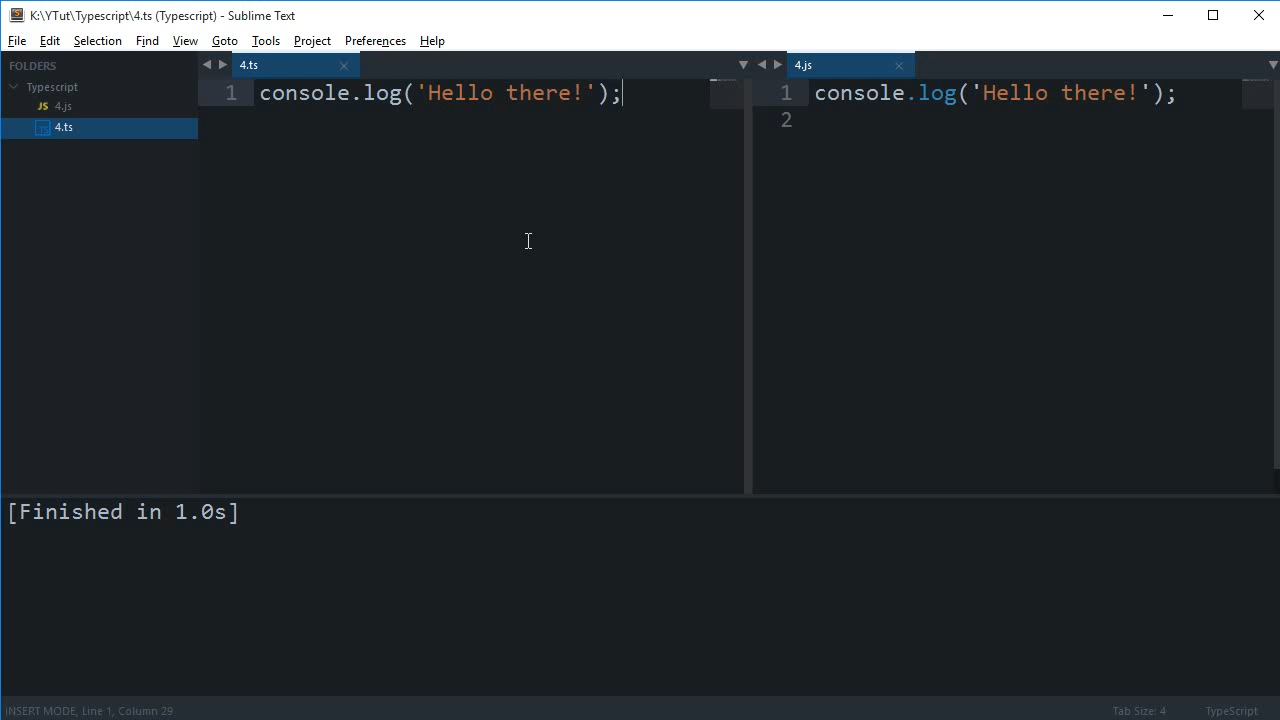 K:\YTut\Typescript\4.ts (Typescript) - Sublime Text
File Edit Selection Find View Goto Tools Project Preferences Help
FOLDERS
Typescript
JS 4.js
TS 4.ts
4.ts
1 console.log('Hello there!');
4.js
1 console.log('Hello there!');
2
[Finished in 1.0s]
INSERT MODE, Line 1, Column 29
Tab Size: 4
TypeScript